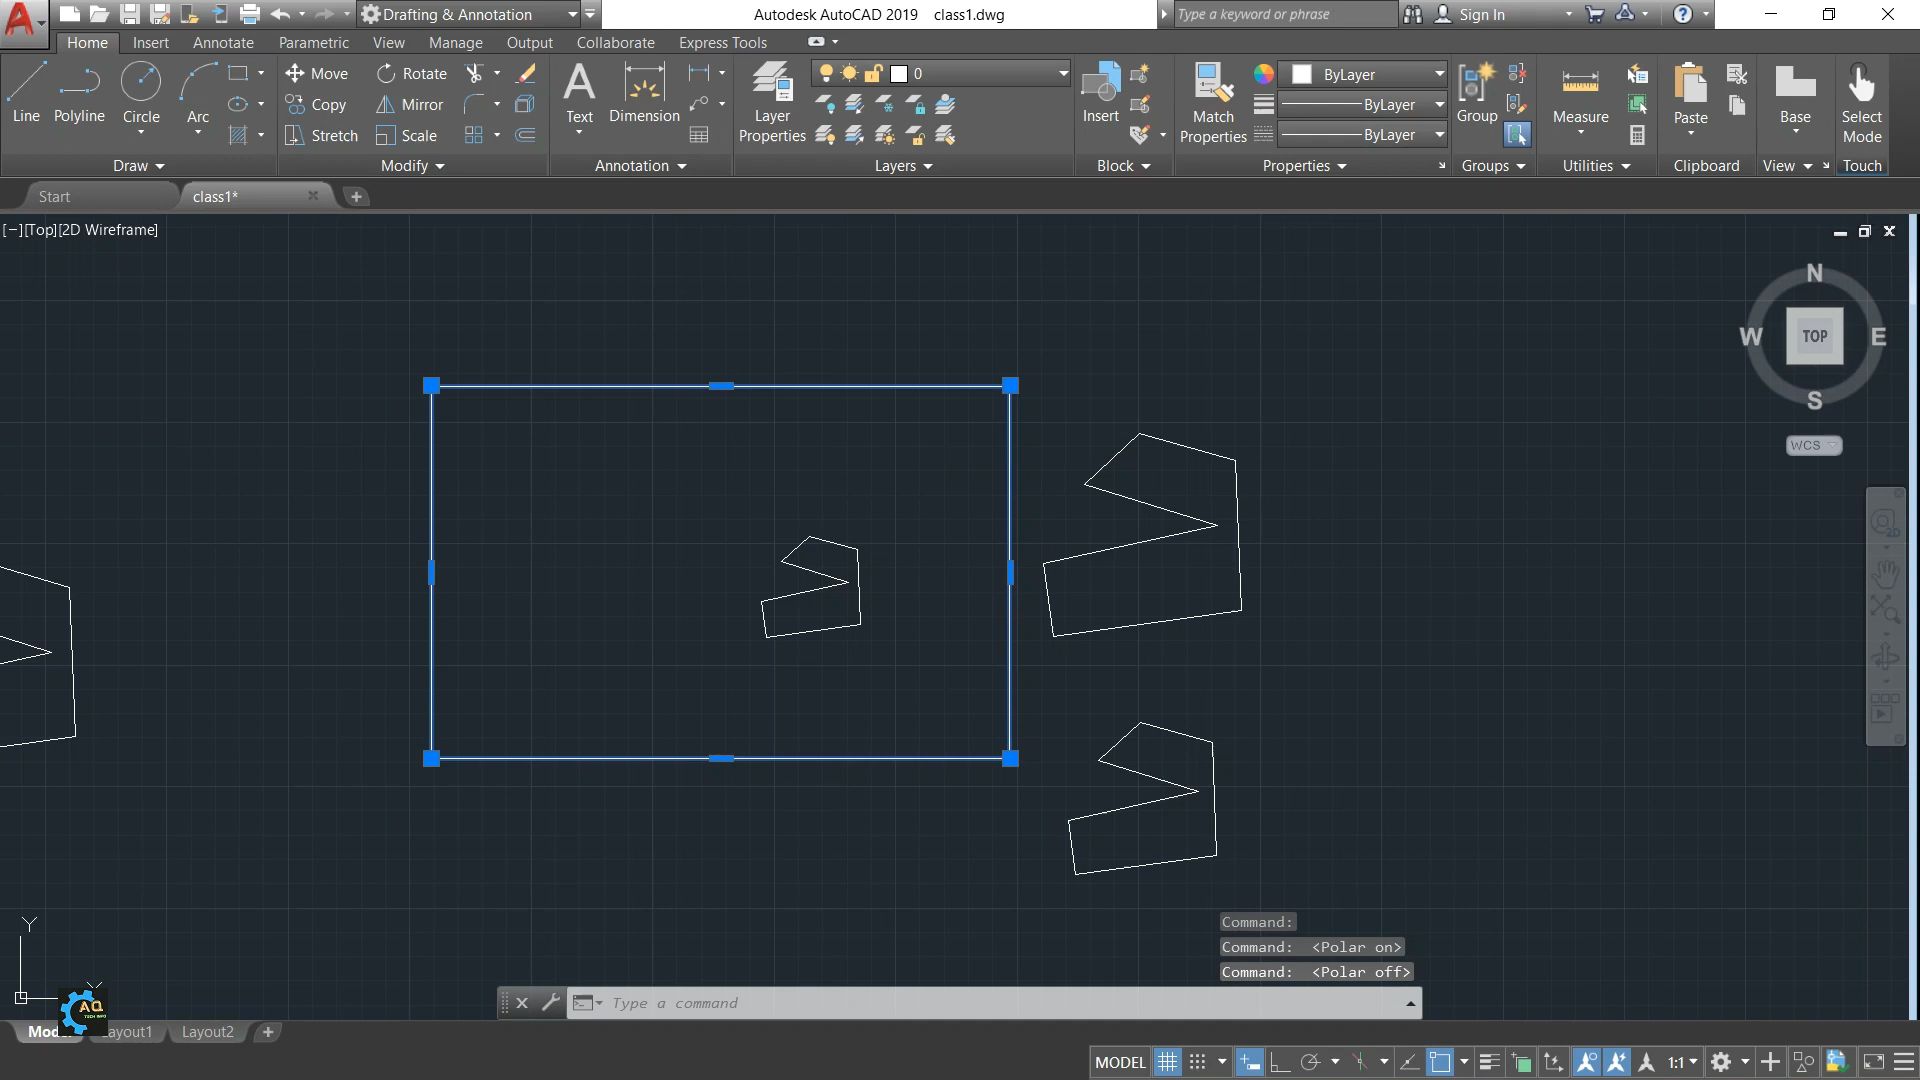 Drafting & Annotation
Autodesk AutoCAD 2019 class1.dwg
Type a keyword or phrase
Sign In
Home Insert Annotate Parametric View Manage Output Collaborate Express Tools
Line
Polyline
Circle
Arc
Draw
Move
Rotate
Copy
Mirror
Stretch
Scale
Modify
A
Text
Dimension
Annotation
Layer
Properties
0
Layers
Insert
Block
Match
Properties
ByLayer
ByLayer
ByLayer
Properties
Group
Groups
Measure
Utilities
Paste
Clipboard
Base
View
Select
Mode
Touch
Start
class1*
[−][Top][2D Wireframe]
N
W
TOP
E
S
WCS
2D
Command:
Command: <Polar on>
Command: <Polar off>
Type a command
Y
AQ
TECH INFO
Layout2
MODEL
1:1